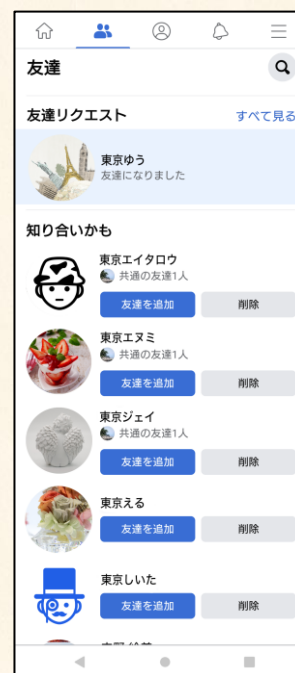 友達
友達リクエスト
すべて見る
東京ゆう
友達になりました
知り合いかも
東京エイタロウ
共通の友達1人
友達を追加
削除
東京エヌミ
共通の友達1人
友達を追加
削除
東京ジェイ
共通の友達1人
友達を追加
削除
東京える
友達を追加
削除
東京しいた
友達を追加
削除